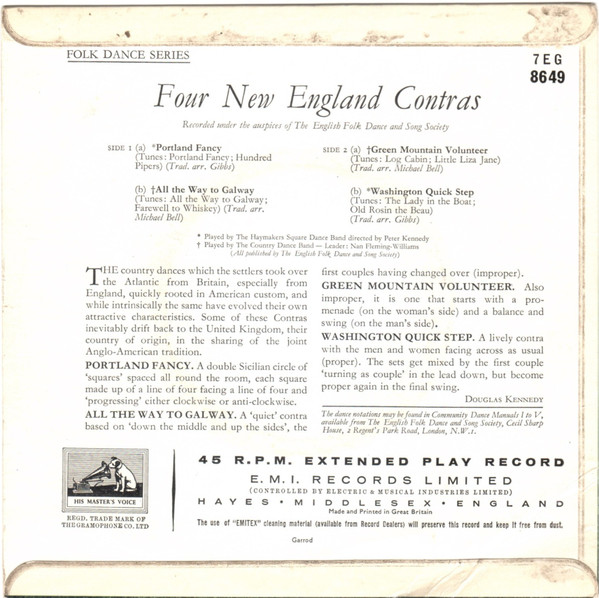 FOLK DANCE SERIES
7EG
8649
Four New England Contras
Recorded under the auspices of The English Folk Dance and Song Society
SIDE 1 (a) *Portland Fancy
(Tunes: Portland Fancy; Hundred
Pipers) (Trad. arr. Gibbs)
(b) †All the Way to Galway
(Tunes: All the Way to Galway;
Farewell to Whiskey) (Trad. arr.
Michael Bell)
SIDE 2 (a) †Green Mountain Volunteer
(Tunes: Log Cabin; Little Liza Jane)
(Trad. arr. Michael Bell)
(b) *Washington Quick Step
(Tunes: The Lady in the Boat;
Old Rosin the Beau)
(Trad. arr. Gibbs)
* Played by The Haymakers Square Dance Band directed by Peter Kennedy
† Played by The Country Dance Band — Leader: Nan Fleming-Williams
(All published by The English Folk Dance and Song Society)
THE country dances which the settlers took over
the Atlantic from Britain, especially from
England, quickly rooted in American custom, and
while intrinsically the same have evolved their own
attractive characteristics. Some of these Contras
inevitably drift back to the United Kingdom, their
country of origin, in the sharing of the joint
Anglo-American tradition.
PORTLAND FANCY. A double Sicilian circle of
'squares' spaced all round the room, each square
made up of a line of four facing a line of four and
'progressing' either clockwise or anti-clockwise.
ALL THE WAY TO GALWAY. A 'quiet' contra
based on 'down the middle and up the sides', the
first couples having changed over (improper).
GREEN MOUNTAIN VOLUNTEER. Also
improper, it is one that starts with a pro-
menade (on the woman's side) and a balance and
swing (on the man's side).
WASHINGTON QUICK STEP. A lively contra
with the men and women facing across as usual
(proper). The sets get mixed by the first couple
'turning as couple' in the lead down, but become
proper again in the final swing.
DOUGLAS KENNEDY
The dance notations may be found in Community Dance Manuals I to V,
available from The English Folk Dance and Song Society, Cecil Sharp
House, 2 Regent's Park Road, London, N.W.1.
HIS MASTER'S VOICE
REGD. TRADE MARK OF
THE GRAMOPHONE CO. LTD
45 R.P.M. EXTENDED PLAY RECORD
E.M.I. RECORDS LIMITED
(CONTROLLED BY ELECTRIC & MUSICAL INDUSTRIES LIMITED)
HAYES • MIDDLESEX • ENGLAND
Made and Printed in Great Britain
The use of "EMITEX" cleaning material (available from Record Dealers) will preserve this record and keep it free from dust.
Garrod